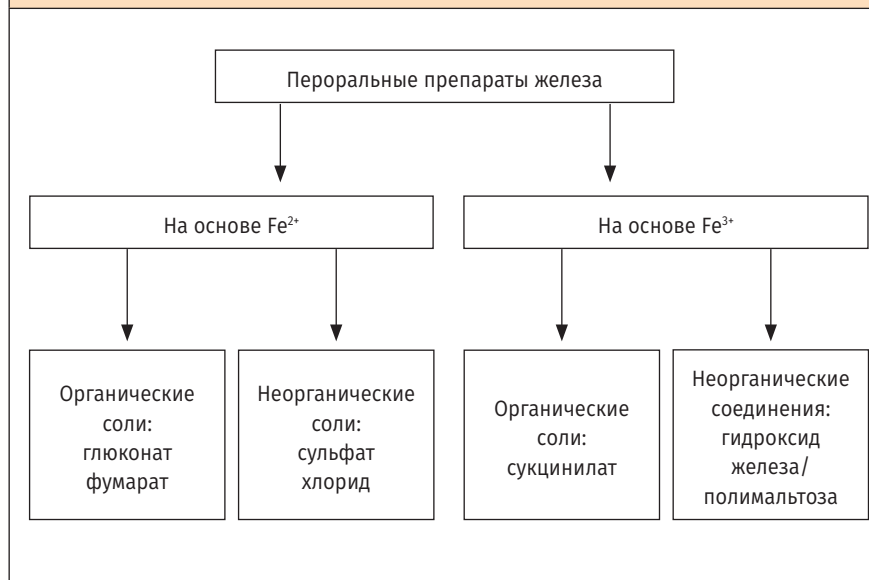 Пероральные препараты железа
На основе Fe²⁺
На основе Fe³⁺
Органические
соли:
глюконат
фумарат
Неорганические
соли:
сульфат
хлорид
Органические
соли:
сукцинилат
Неорганические
соединения:
гидроксид
железа/
полимальтоза